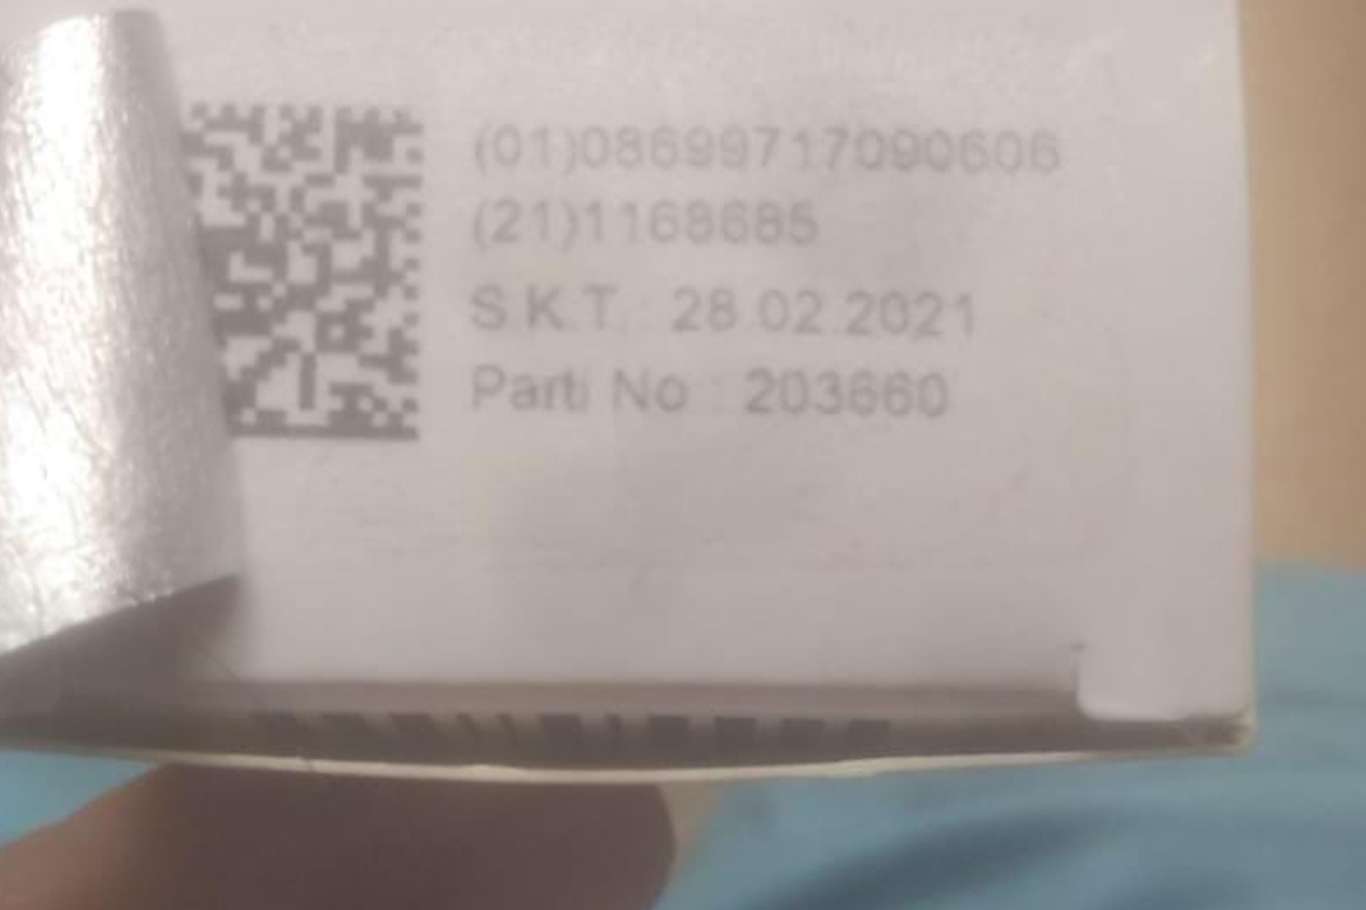 (01)08699717090606
(21)1168685
S.K.T. : 28.02.2021
Parti No : 203660